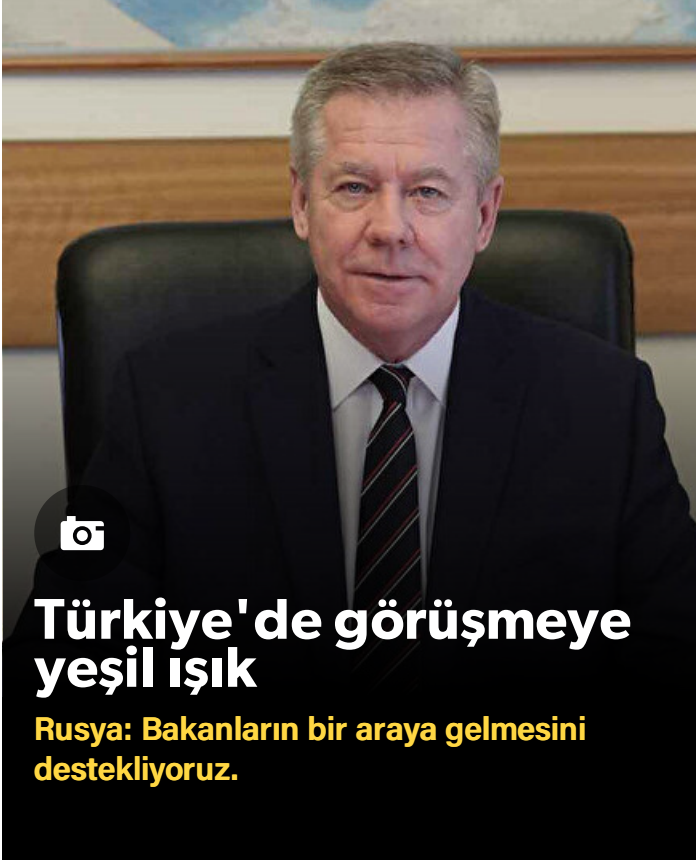 Türkiye'de görüşmeye
yeşil ışık
Rusya: Bakanların bir araya gelmesini
destekliyoruz.